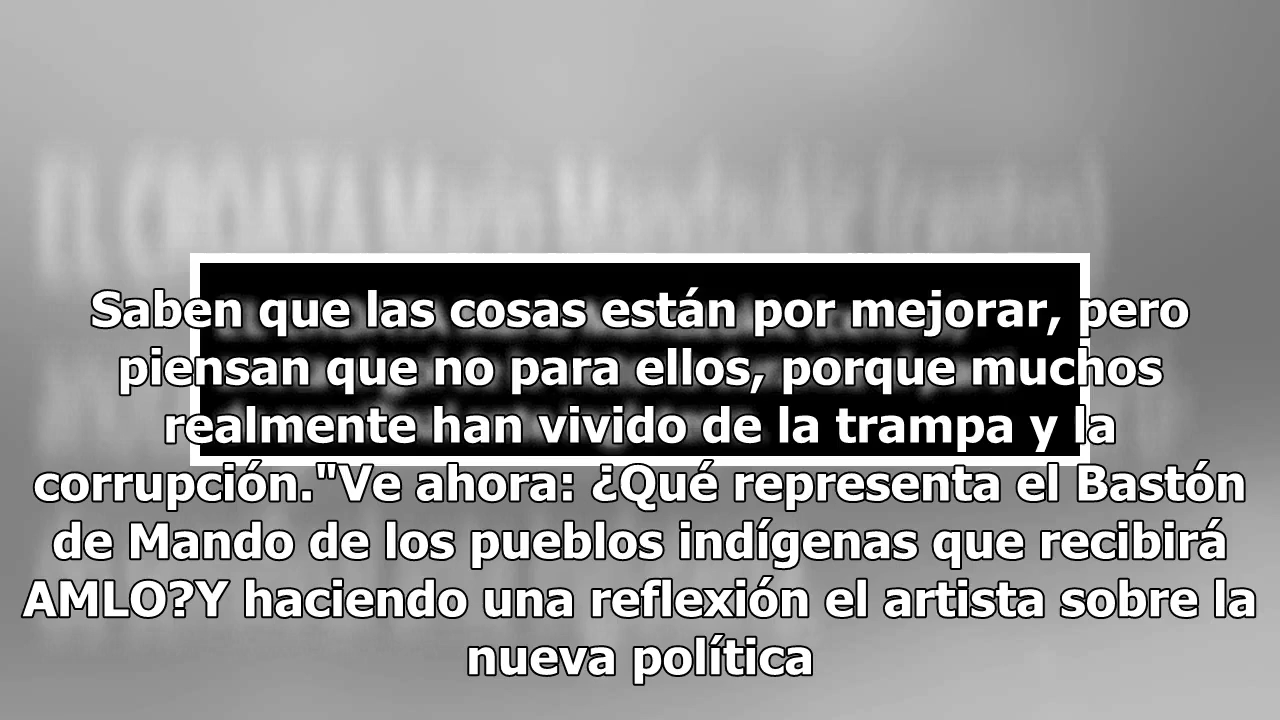 Saben que las cosas están por mejorar, pero
piensan que no para ellos, porque muchos
realmente han vivido de la trampa y la
corrupción."Ve ahora: ¿Qué representa el Bastón
de Mando de los pueblos indígenas que recibirá
AMLO?Y haciendo una reflexión el artista sobre la
nueva política